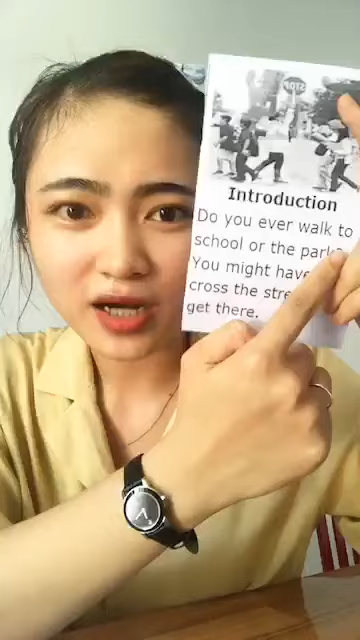 Introduction
Do you ever walk to
school or the park?
You might have
cross the
get there.